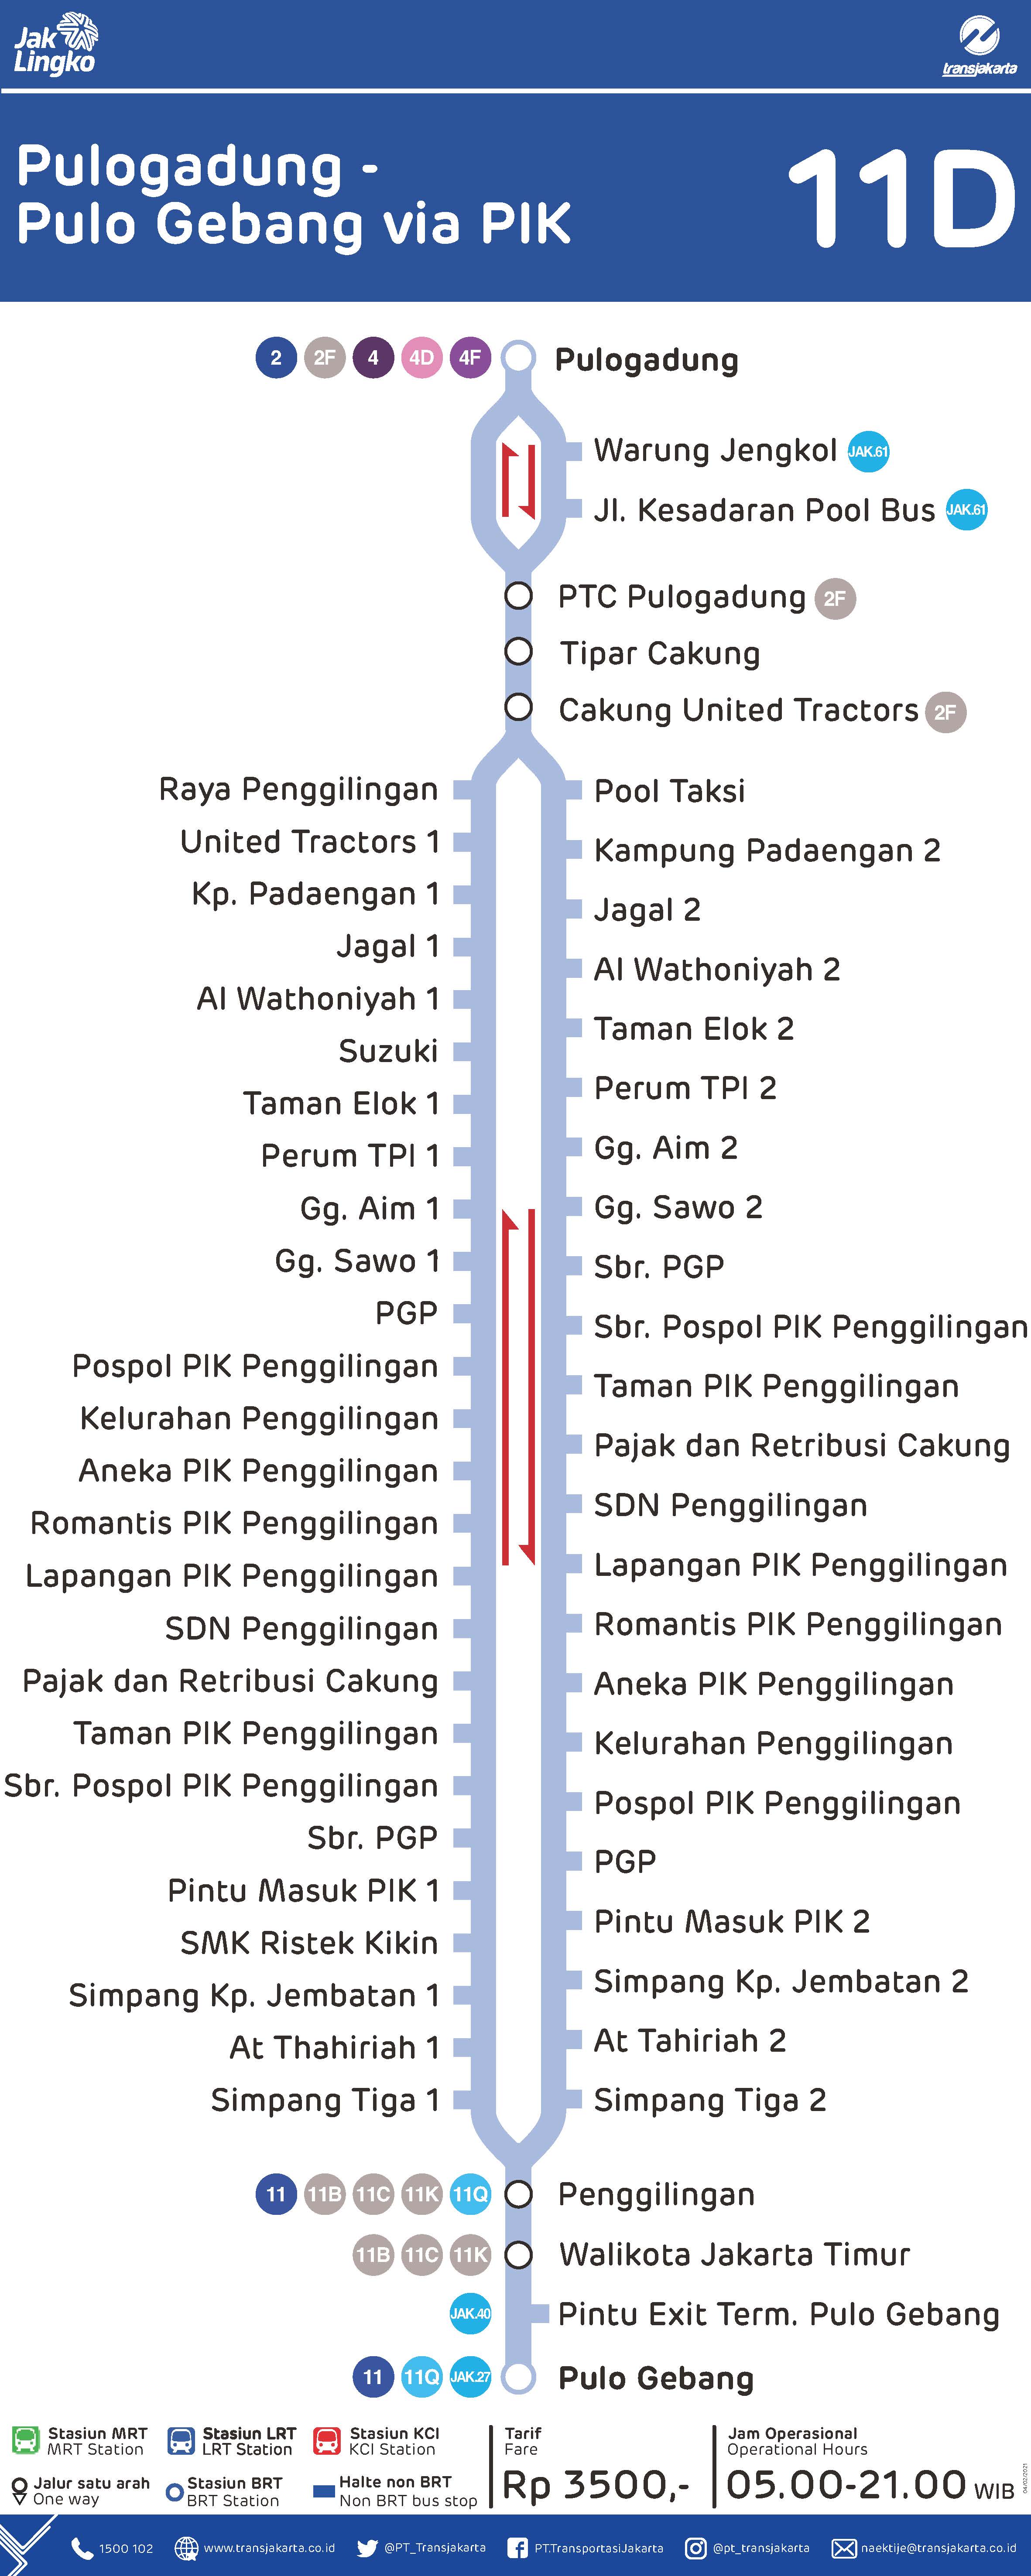 Jak
Lingko
transjakarta
Pulogadung -
Pulo Gebang via PIK
11D
2 2F 4 4D 4F Pulogadung
Warung Jengkol JAK.61
Jl. Kesadaran Pool Bus JAK.61
PTC Pulogadung 2F
Tipar Cakung
Cakung United Tractors 2F
Raya Penggilingan
United Tractors 1
Kp. Padaengan 1
Jagal 1
Al Wathoniyah 1
Suzuki
Taman Elok 1
Perum TPI 1
Gg. Aim 1
Gg. Sawo 1
PGP
Pospol PIK Penggilingan
Kelurahan Penggilingan
Aneka PIK Penggilingan
Romantis PIK Penggilingan
Lapangan PIK Penggilingan
SDN Penggilingan
Pajak dan Retribusi Cakung
Taman PIK Penggilingan
Sbr. Pospol PIK Penggilingan
Sbr. PGP
Pintu Masuk PIK 1
SMK Ristek Kikin
Simpang Kp. Jembatan 1
At Thahiriah 1
Simpang Tiga 1
Pool Taksi
Kampung Padaengan 2
Jagal 2
Al Wathoniyah 2
Taman Elok 2
Perum TPI 2
Gg. Aim 2
Gg. Sawo 2
Sbr. PGP
Sbr. Pospol PIK Penggilingan
Taman PIK Penggilingan
Pajak dan Retribusi Cakung
SDN Penggilingan
Lapangan PIK Penggilingan
Romantis PIK Penggilingan
Aneka PIK Penggilingan
Kelurahan Penggilingan
Pospol PIK Penggilingan
PGP
Pintu Masuk PIK 2
Simpang Kp. Jembatan 2
At Tahiriah 2
Simpang Tiga 2
11 11B 11C 11K 11Q Penggilingan
11B 11C 11K Walikota Jakarta Timur
JAK.40 Pintu Exit Term. Pulo Gebang
11 11Q JAK.27 Pulo Gebang
Stasiun MRT
MRT Station
Stasiun LRT
LRT Station
Stasiun KCI
KCI Station
Jalur satu arah
One way
Stasiun BRT
BRT Station
Halte non BRT
Non BRT bus stop
Tarif
Fare
Rp 3500,-
Jam Operasional
Operational Hours
05.00-21.00 WIB
04/02/2021
1500 102
www.transjakarta.co.id
@PT_Transjakarta
PT.TransportasiJakarta
@pt_transjakarta
naektije@transjakarta.co.id